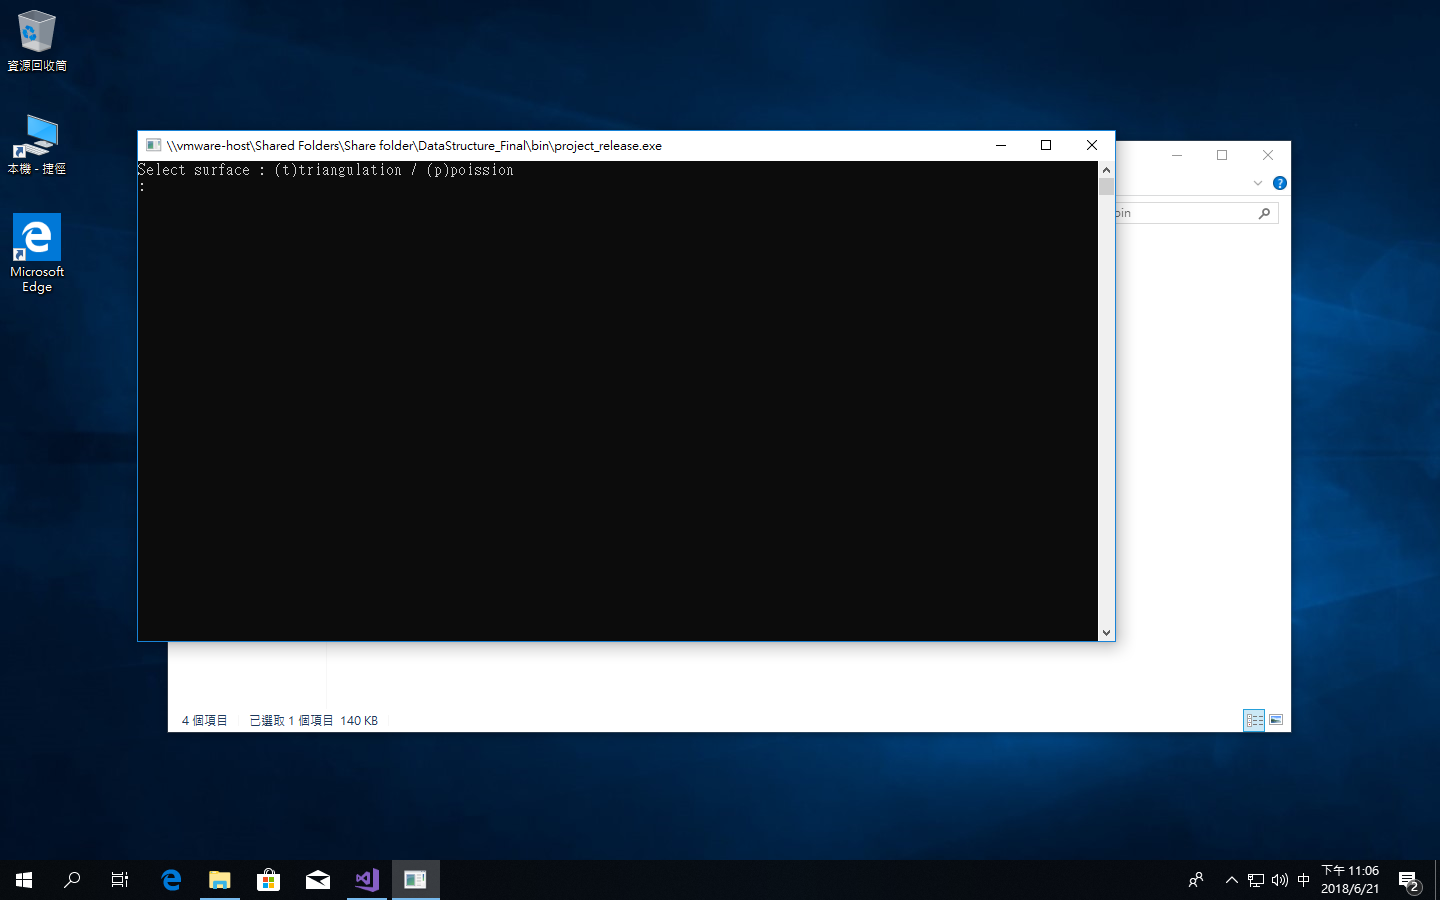 資源回收筒
本機 - 捷徑
Microsoft
Edge
\\vmware-host\Shared Folders\Share folder\DataStructure_Final\bin\project_release.exe
Select surface : (t)triangulation / (p)poission
:
bin
4 個項目
已選取 1 個項目 140 KB
中
下午 11:06
2018/6/21
2